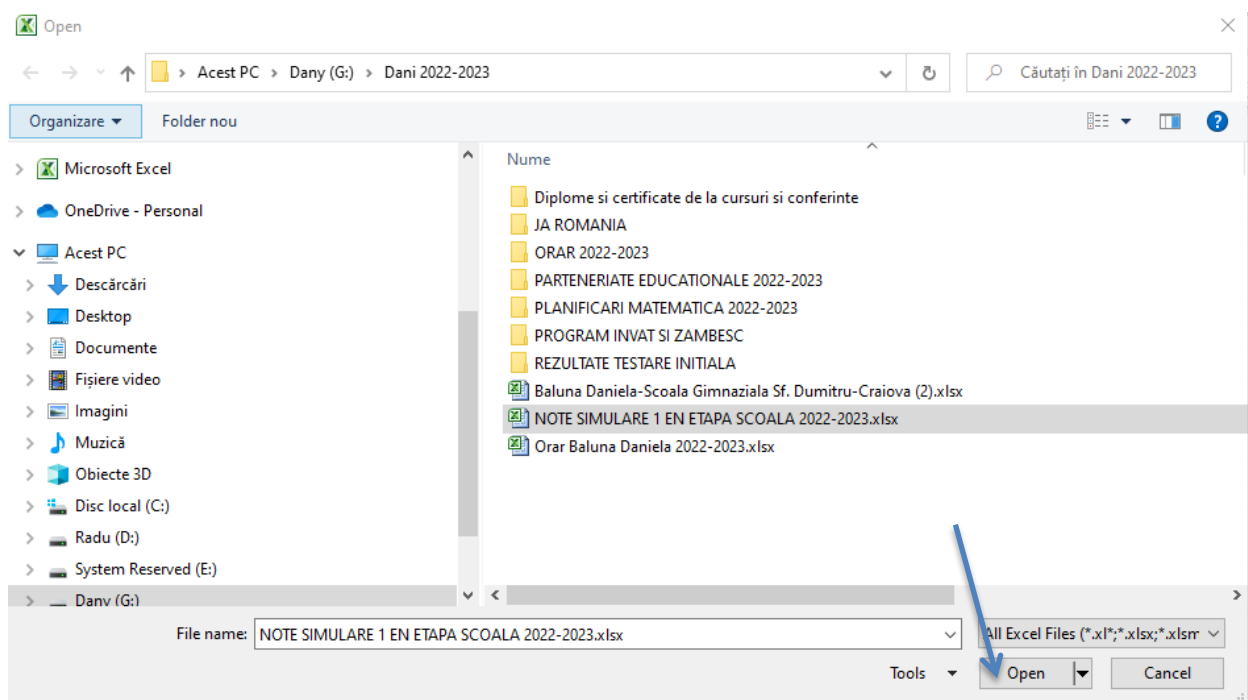 Open
Acest PC > Dany (G:) > Dani 2022-2023
Căutați în Dani 2022-2023
Organizare
Folder nou
Microsoft Excel
OneDrive - Personal
Acest PC
Descărcări
Desktop
Documente
Fișiere video
Imagini
Muzică
Obiecte 3D
Disc local (C:)
Radu (D:)
System Reserved (E:)
Dany (G:)
Nume
Diplome si certificate de la cursuri si conferinte
JA ROMANIA
ORAR 2022-2023
PARTENERIATE EDUCATIONALE 2022-2023
PLANIFICARI MATEMATICA 2022-2023
PROGRAM INVAT SI ZAMBESC
REZULTATE TESTARE INITIALA
Baluna Daniela-Scoala Gimnaziala Sf. Dumitru-Craiova (2).xlsx
NOTE SIMULARE 1 EN ETAPA SCOALA 2022-2023.xlsx
Orar Baluna Daniela 2022-2023.xlsx
File name: NOTE SIMULARE 1 EN ETAPA SCOALA 2022-2023.xlsx
All Excel Files (*.xl*;*.xlsx;*.xlsm
Tools
Open
Cancel